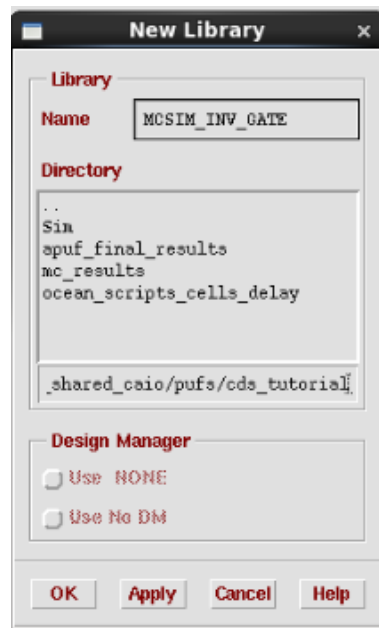 New Library
x
Library
Name MCSIM_INV_GATE
Directory
..
Sim
apuf_final_results
mc_results
ocean_scripts_cells_delay
_shared_caio/pufs/cds_tutorial
Design Manager
Use NONE
Use No DM
OK Apply Cancel Help